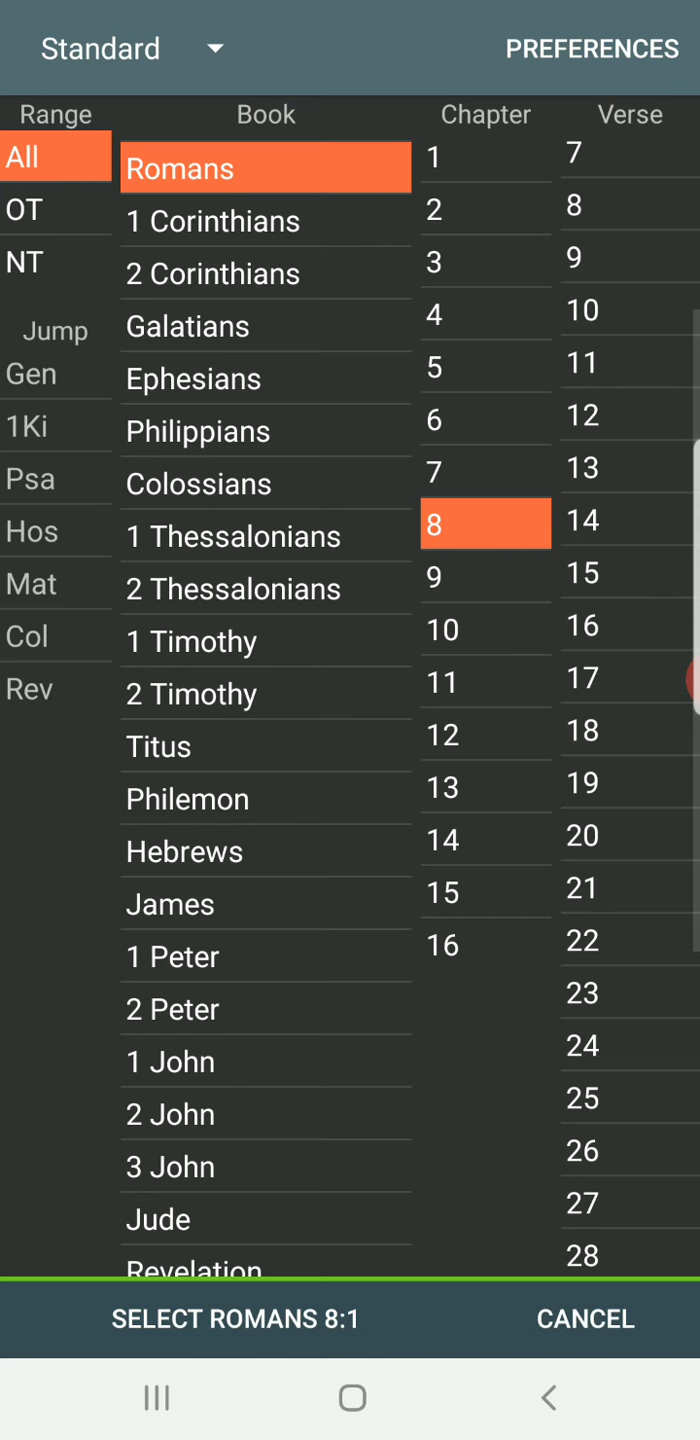 Standard
PREFERENCES
Range
Book
Chapter
Verse
All
OT
NT
Jump
Gen
1Ki
Psa
Hos
Mat
Col
Rev
Romans
1 Corinthians
2 Corinthians
Galatians
Ephesians
Philippians
Colossians
1 Thessalonians
2 Thessalonians
1 Timothy
2 Timothy
Titus
Philemon
Hebrews
James
1 Peter
2 Peter
1 John
2 John
3 John
Jude
Revelation
1
2
3
4
5
6
7
8
9
10
11
12
13
14
15
16
7
8
9
10
11
12
13
14
15
16
17
18
19
20
21
22
23
24
25
26
27
28
SELECT ROMANS 8:1
CANCEL